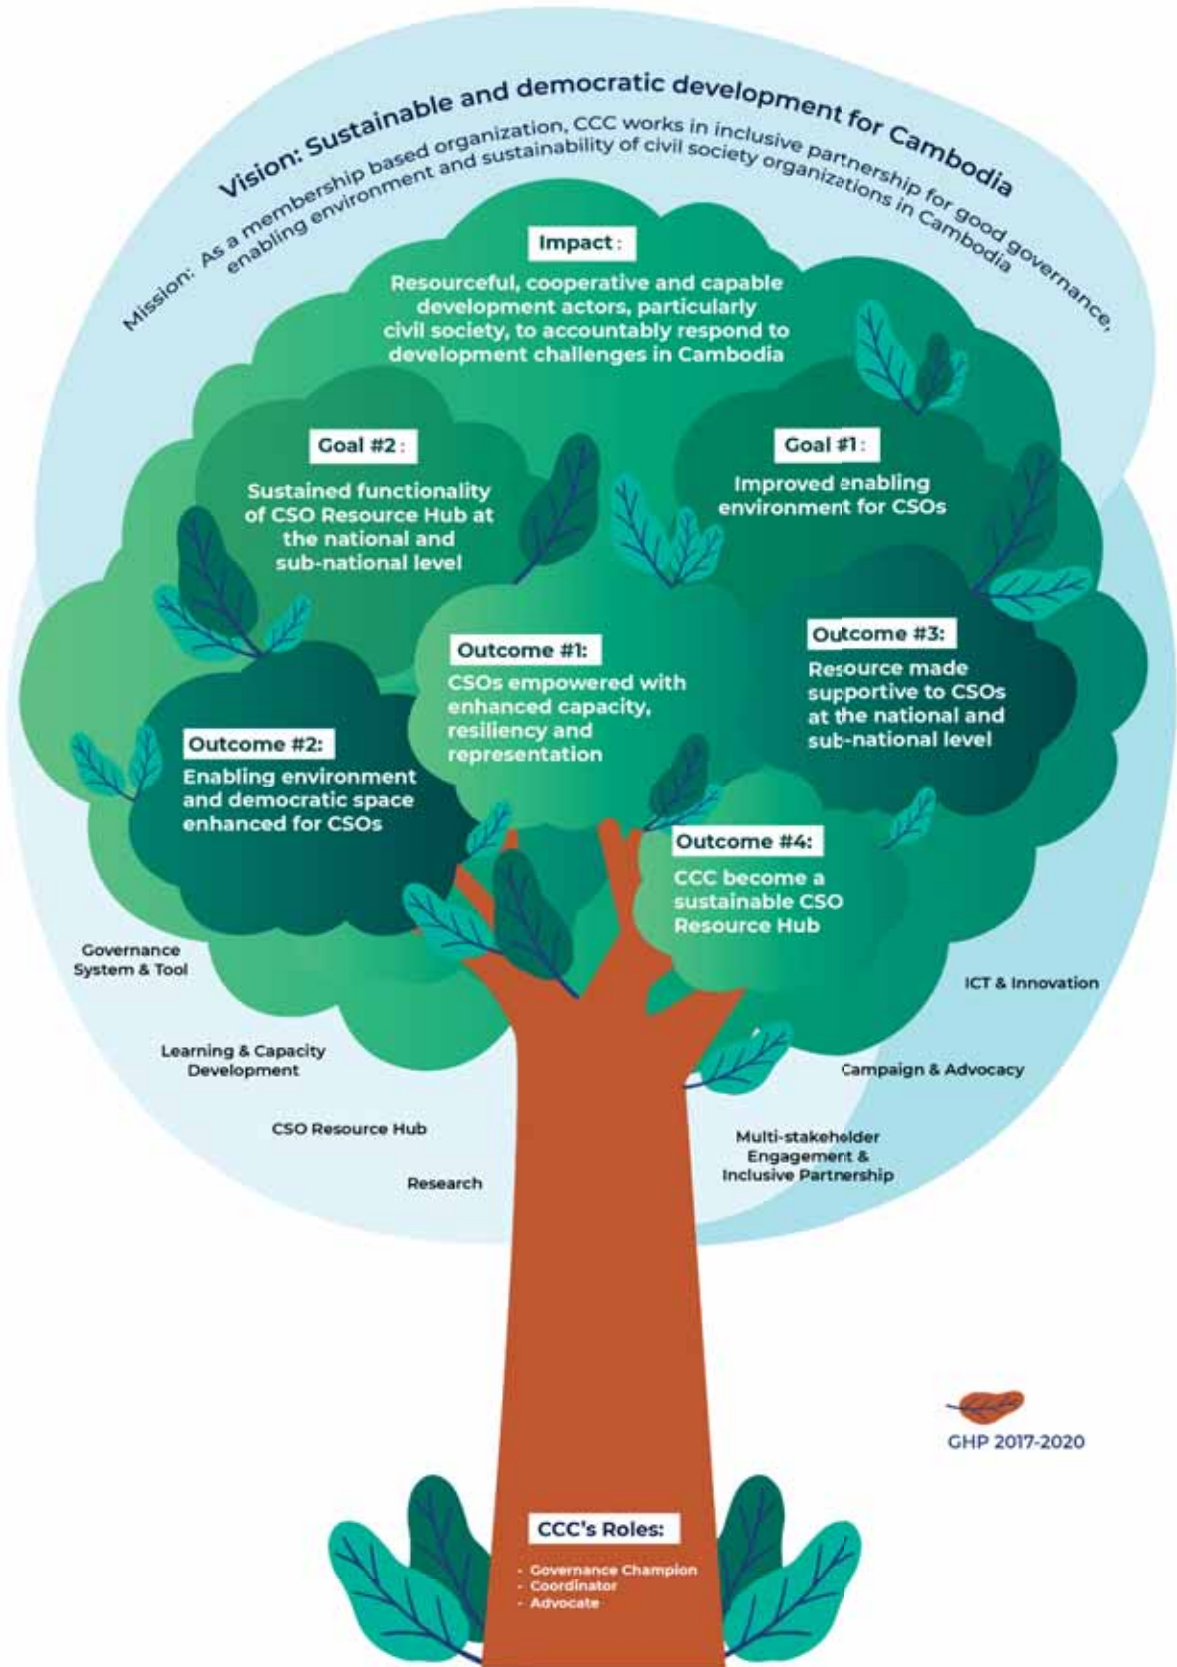 Vision: Sustainable and democratic development for Cambodia
Mission: As a membership based organization, CCC works in inclusive partnership for good governance,
enabling environment and sustainability of civil society organizations in Cambodia
Impact :
Resourceful, cooperative and capable
development actors, particularly
civil society, to accountably respond to
development challenges in Cambodia
Goal #2 :
Sustained functionality
of CSO Resource Hub at
the national and
sub-national level
Goal #1 :
Improved enabling
environment for CSOs
Outcome #1:
CSOs empowered with
enhanced capacity,
resiliency and
representation
Outcome #3:
Resource made
supportive to CSOs
at the national and
sub-national level
Outcome #2:
Enabling environment
and democratic space
enhanced for CSOs
Outcome #4:
CCC become a
sustainable CSO
Resource Hub
Governance
System & Tool
Learning & Capacity
Development
CSO Resource Hub
Research
ICT & Innovation
Campaign & Advocacy
Multi-stakeholder
Engagement &
Inclusive Partnership
GHP 2017-2020
CCC's Roles:
- Governance Champion
- Coordinator
- Advocate